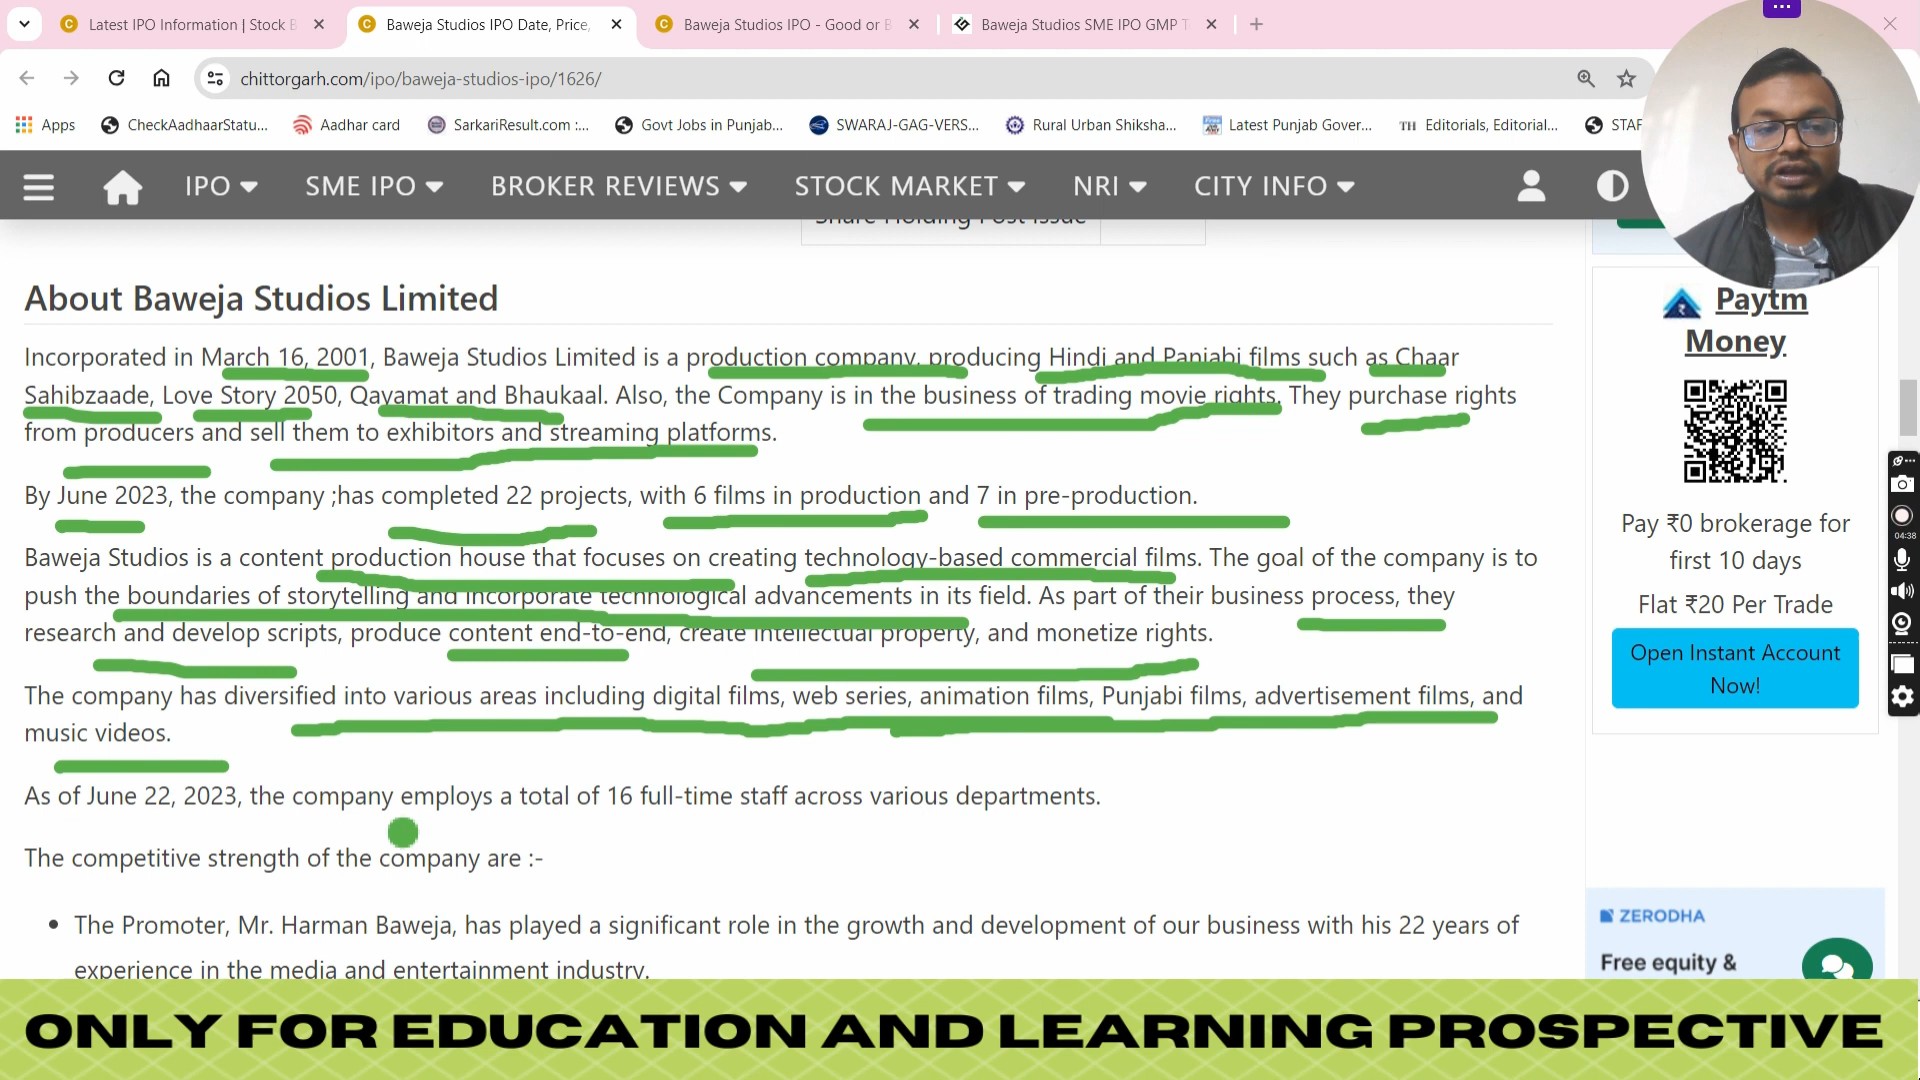 Latest IPO Information | Stock B
Baweja Studios IPO Date, Price,
Baweja Studios IPO - Good or B
Baweja Studios SME IPO GMP T
chittorgarh.com/ipo/baweja-studios-ipo/1626/
Apps
CheckAadhaarStatu...
Aadhar card
SarkariResult.com :...
Govt Jobs in Punjab...
SWARAJ-GAG-VERS...
Rural Urban Shiksha...
Latest Punjab Gover...
TH Editorials, Editorial...
STAF
IPO
SME IPO
BROKER REVIEWS
STOCK MARKET
NRI
CITY INFO
Share Holding Post Issue
About Baweja Studios Limited
Incorporated in March 16, 2001, Baweja Studios Limited is a production company, producing Hindi and Panjabi films such as Chaar
Sahibzaade, Love Story 2050, Qayamat and Bhaukaal. Also, the Company is in the business of trading movie rights. They purchase rights
from producers and sell them to exhibitors and streaming platforms.
By June 2023, the company ;has completed 22 projects, with 6 films in production and 7 in pre-production.
Baweja Studios is a content production house that focuses on creating technology-based commercial films. The goal of the company is to
push the boundaries of storytelling and incorporate technological advancements in its field. As part of their business process, they
research and develop scripts, produce content end-to-end, create intellectual property, and monetize rights.
The company has diversified into various areas including digital films, web series, animation films, Punjabi films, advertisement films, and
music videos.
As of June 22, 2023, the company employs a total of 16 full-time staff across various departments.
The competitive strength of the company are :-
• The Promoter, Mr. Harman Baweja, has played a significant role in the growth and development of our business with his 22 years of
experience in the media and entertainment industry.
Paytm
Money
Pay ₹0 brokerage for
first 10 days
Flat ₹20 Per Trade
Open Instant Account
Now!
04:38
ZERODHA
Free equity &
ONLY FOR EDUCATION AND LEARNING PROSPECTIVE